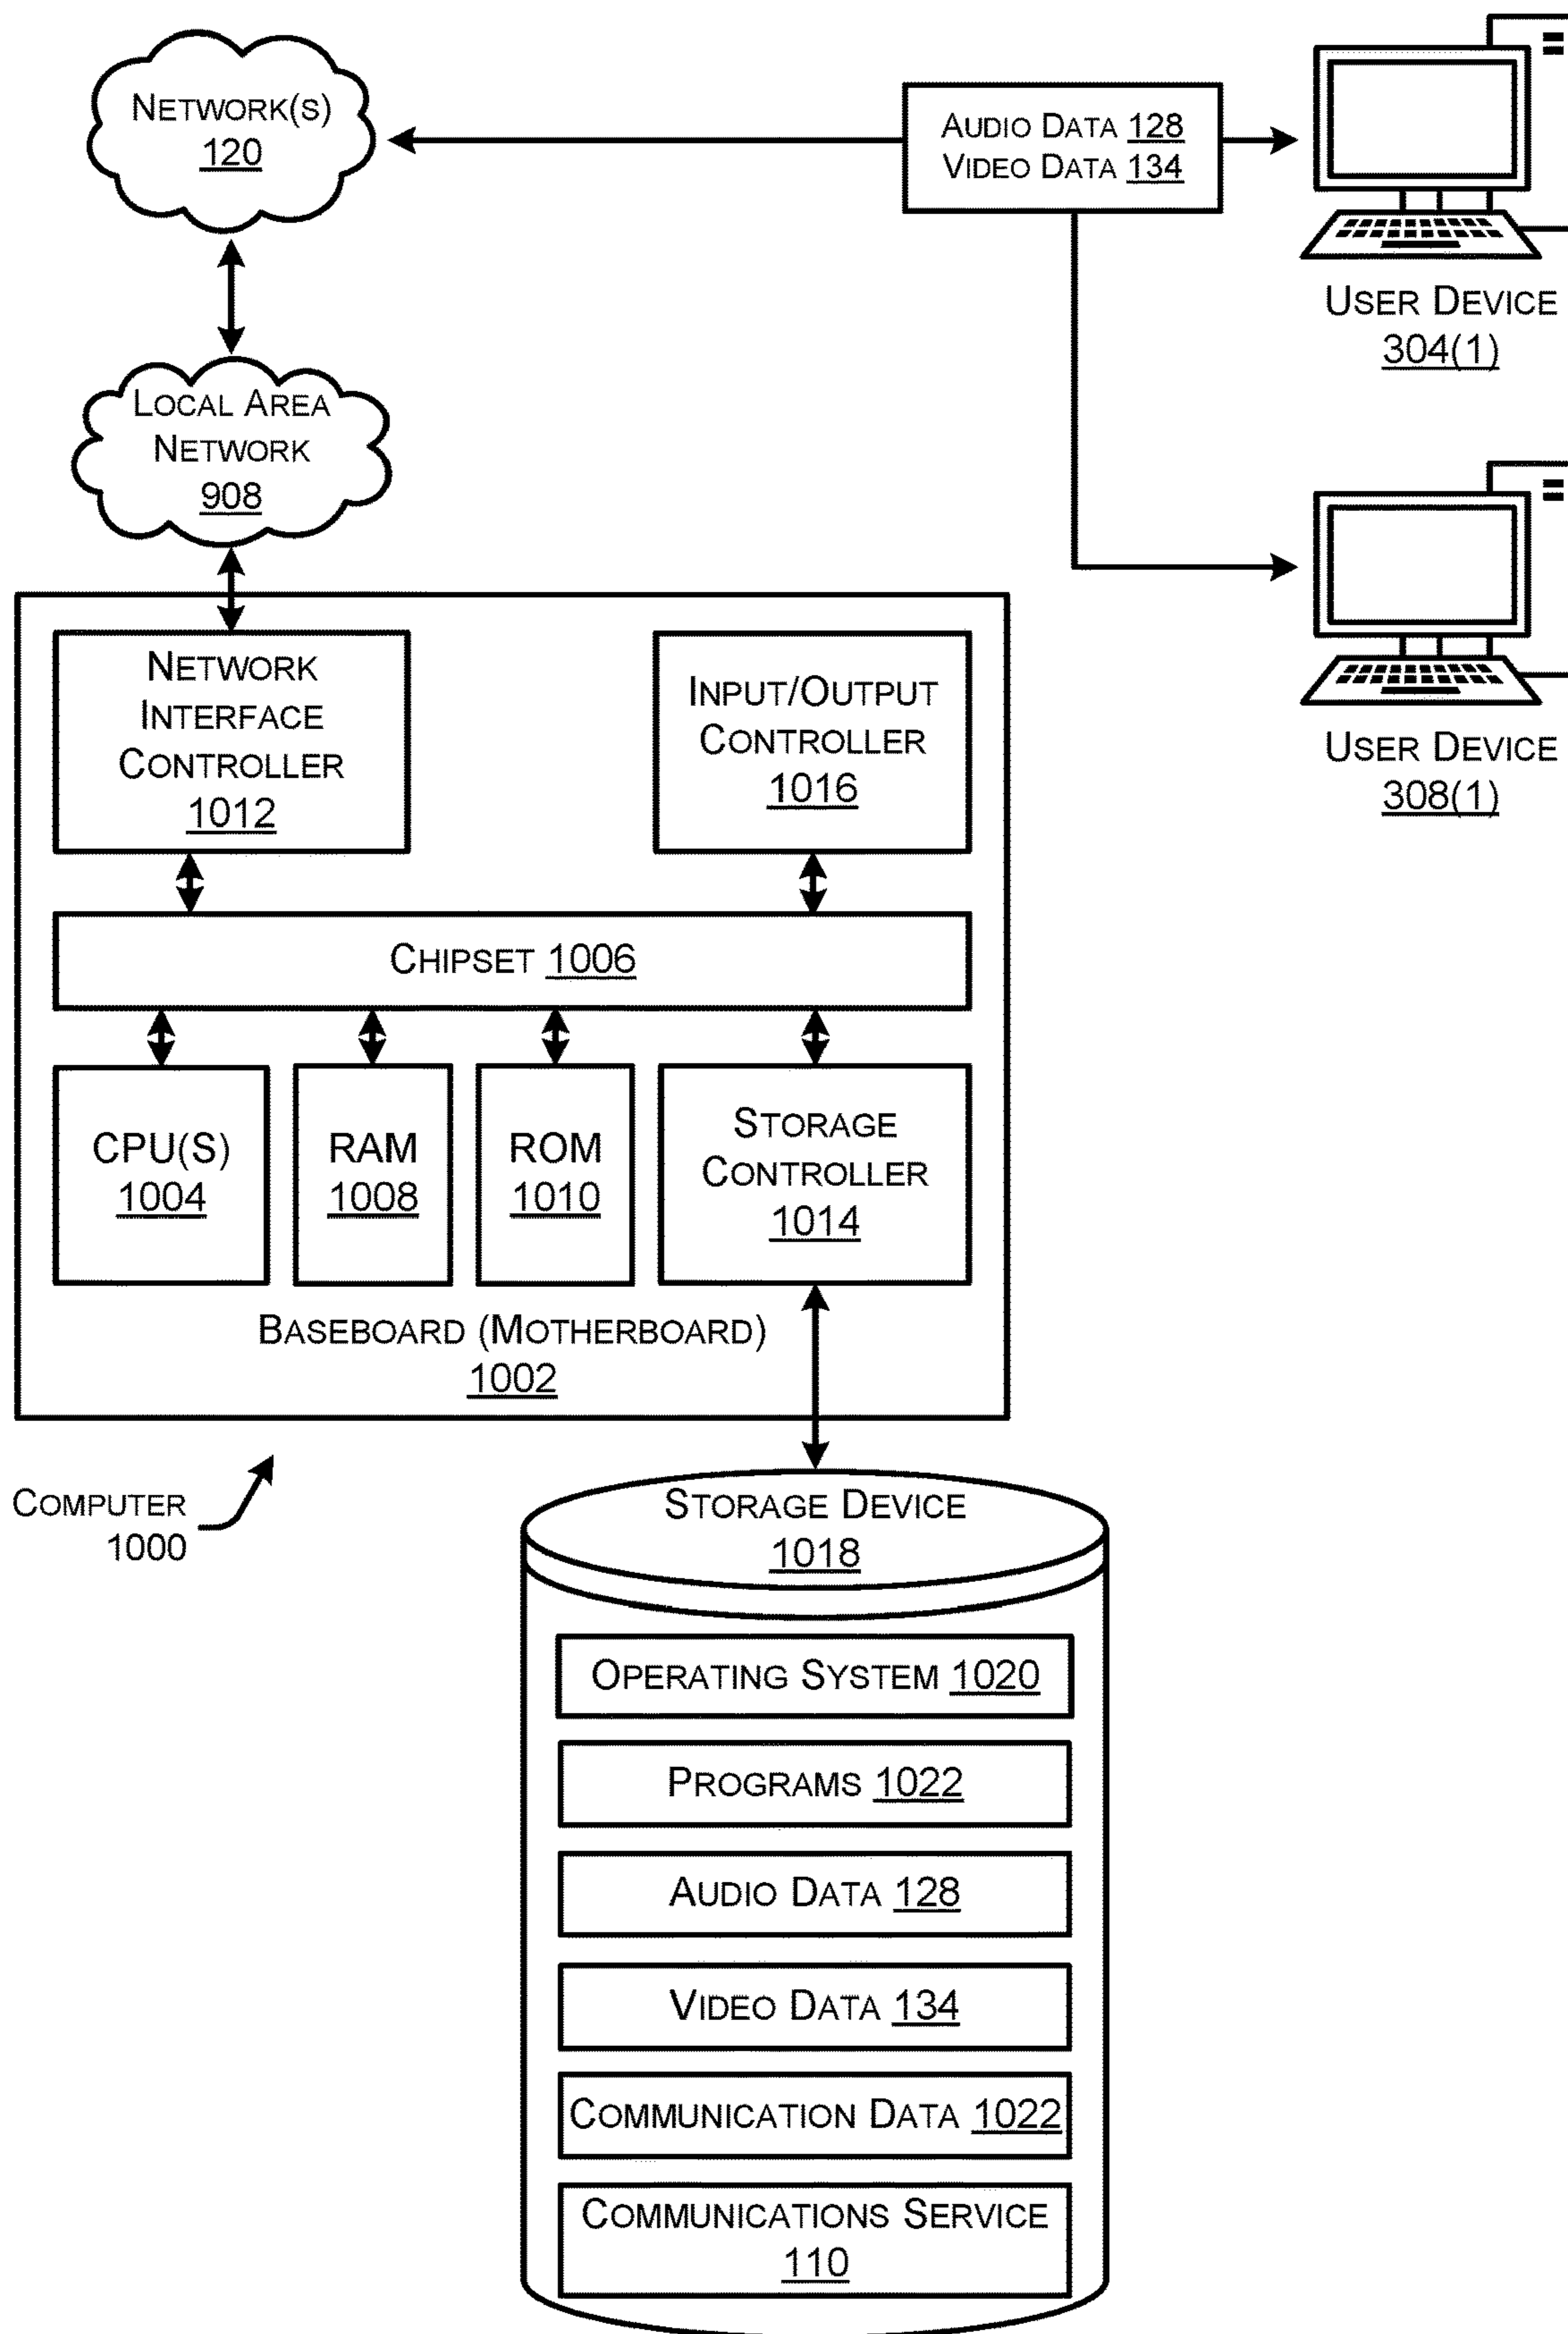 Network(s)
120
Audio Data 128
Video Data 134
User Device
304(1)
Local Area
Network
908
User Device
308(1)
Network
Interface
Controller
1012
Input/Output
Controller
1016
Chipset 1006
CPU(s)
1004
RAM
1008
ROM
1010
Storage
Controller
1014
Baseboard (Motherboard)
1002
Computer
1000
Storage Device
1018
Operating System 1020
Programs 1022
Audio Data 128
Video Data 134
Communication Data 1022
Communications Service
110